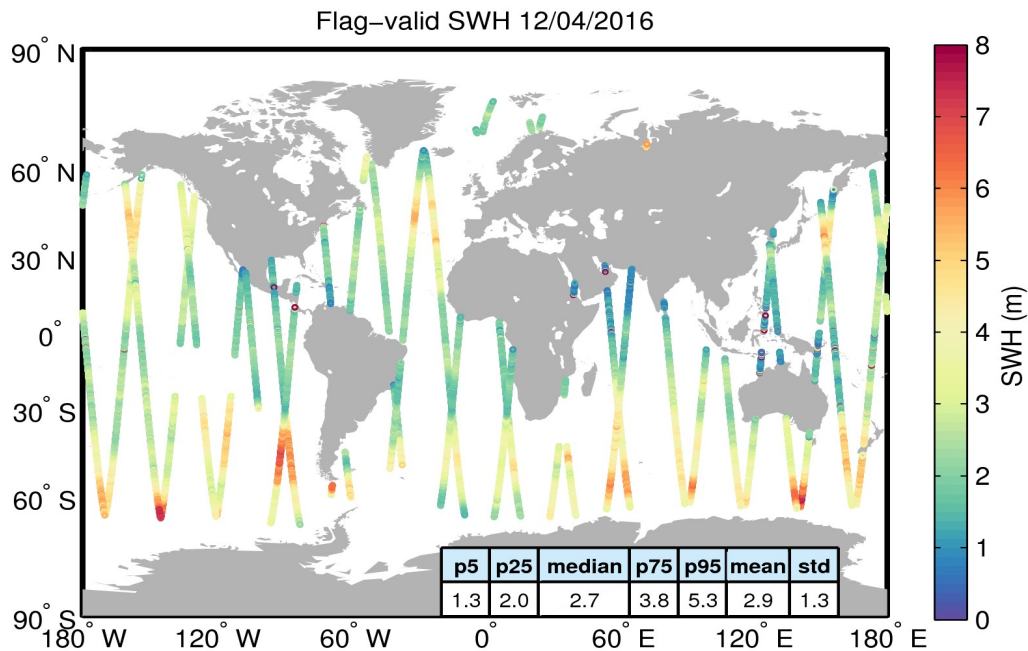 Flag−valid SWH 12/04/2016
90° N
60° N
30° N
0°
30° S
60° S
90° S
180° W
120° W
60° W
0°
60° E
120° E
180° E
p5 p25 median p75 p95 mean std
1.3 2.0 2.7 3.8 5.3 2.9 1.3
8
7
6
5
4
3
2
1
0
SWH (m)